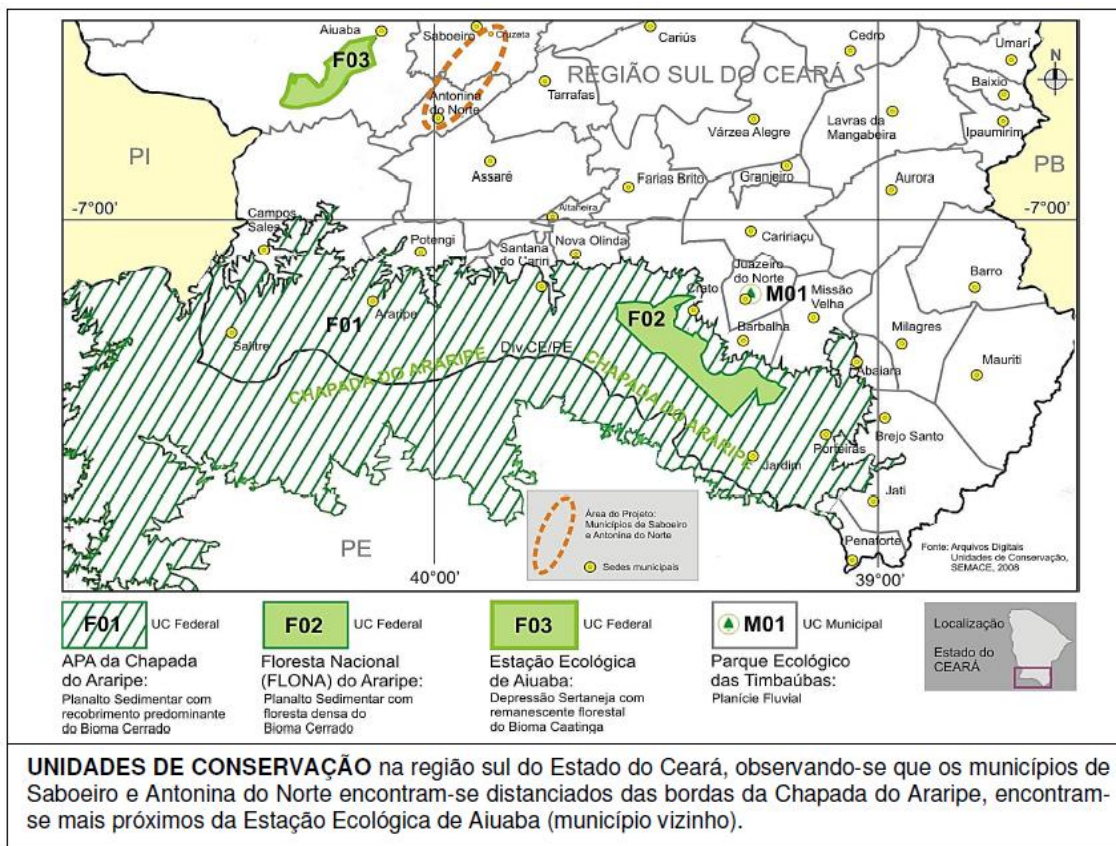 Aiuaba
Saboeiro
Cruzeta
Cariús
Cedro
Umarí
N
F03
REGIÃO SUL DO CEARÁ
Baixio
Antonina
do Norte
Tarrafas
Várzea Alegre
Lavras da
Mangabeira
Ipaumirim
PI
PB
Assaré
Farias Brito
Granjeiro
Aurora
-7°00'
-7°00'
Campos
Sales
Altaneira
Potengi
Santana
do Cariri
Nova Olinda
Caririaçu
Juazeiro
do Norte
Barro
Crato
M01
Missão
Velha
Araripe
F01
F02
Salitre
Barbalha
Milagres
Div.CE/PE
Abaiara
Mauriti
CHAPADA DO ARARIPE
CHAPADA DO ARARIPE
Brejo Santo
Porteiras
Jardim
Jati
PE
Penaforte
Área do Projeto:
Municípios de Saboeiro
e Antonina do Norte
Sedes municipais
Fonte: Arquivos Digitais
Unidades de Conservação,
SEMACE, 2008
40°00'
39°00'
F01 UC Federal
APA da Chapada
do Araripe:
Planalto Sedimentar com
recobrimento predominante
do Bioma Cerrado
F02 UC Federal
Floresta Nacional
(FLONA) do Araripe:
Planalto Sedimentar com
floresta densa do
Bioma Cerrado
F03 UC Federal
Estação Ecológica
de Aiuaba:
Depressão Sertaneja com
remanescente florestal
do Bioma Caatinga
M01 UC Municipal
Parque Ecológico
das Timbaúbas:
Planície Fluvial
Localização
Estado do
CEARÁ
UNIDADES DE CONSERVAÇÃO na região sul do Estado do Ceará, observando-se que os municípios de
Saboeiro e Antonina do Norte encontram-se distanciados das bordas da Chapada do Araripe, encontram-
se mais próximos da Estação Ecológica de Aiuaba (município vizinho).